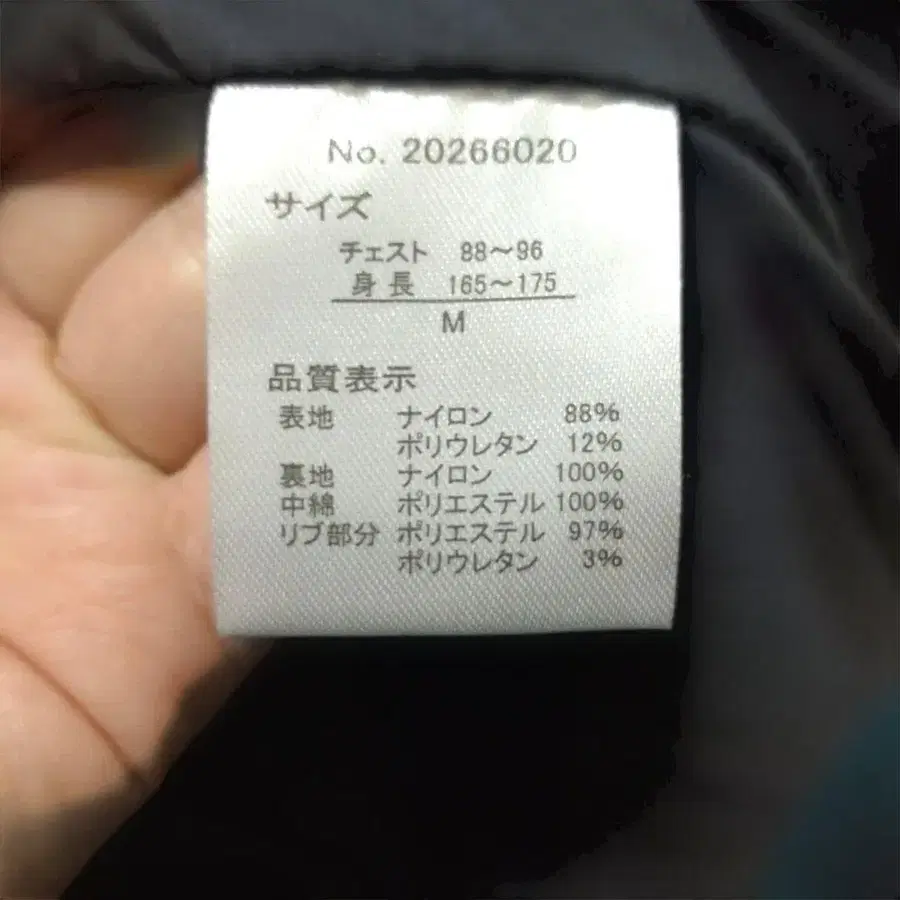 No. 20266020
サイズ
チェスト 88～96
身長 165～175
M
品質表示
表地 ナイロン 88%
ポリウレタン 12%
裏地 ナイロン 100%
中綿 ポリエステル 100%
リブ部分 ポリエステル 97%
ポリウレタン 3%